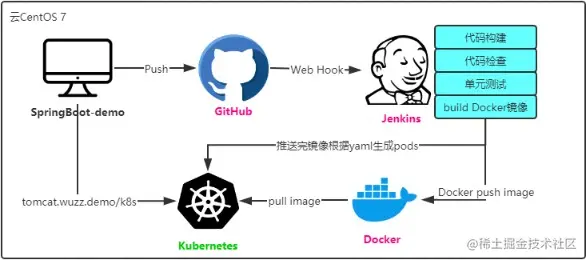 云CentOS 7
Push
Web Hook
代码构建
代码检查
单元测试
build Docker镜像
SpringBoot-demo
GitHub
Jenkins
推送完镜像根据yaml生成pods
tomcat.wuzz.demo/k8s
pull image
Docker push image
Kubernetes
Docker
@稀土掘金技术社区